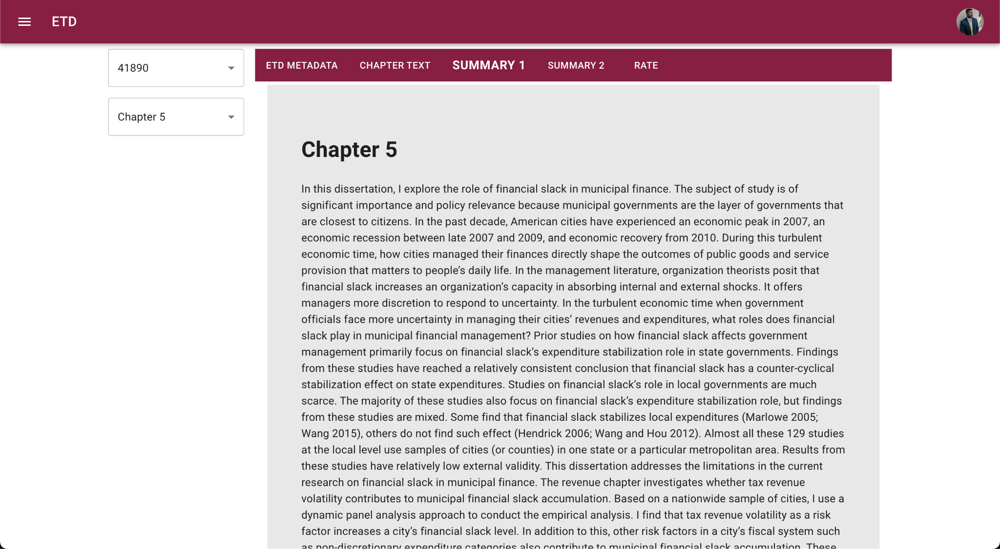 ETD
41890
Chapter 5
ETD METADATA CHAPTER TEXT SUMMARY 1 SUMMARY 2 RATE
Chapter 5
In this dissertation, I explore the role of financial slack in municipal finance. The subject of study is of
significant importance and policy relevance because municipal governments are the layer of governments that
are closest to citizens. In the past decade, American cities have experienced an economic peak in 2007, an
economic recession between late 2007 and 2009, and economic recovery from 2010. During this turbulent
economic time, how cities managed their finances directly shape the outcomes of public goods and service
provision that matters to people’s daily life. In the management literature, organization theorists posit that
financial slack increases an organization’s capacity in absorbing internal and external shocks. It offers
managers more discretion to respond to uncertainty. In the turbulent economic time when government
officials face more uncertainty in managing their cities’ revenues and expenditures, what roles does financial
slack play in municipal financial management? Prior studies on how financial slack affects government
management primarily focus on financial slack’s expenditure stabilization role in state governments. Findings
from these studies have reached a relatively consistent conclusion that financial slack has a counter-cyclical
stabilization effect on state expenditures. Studies on financial slack’s role in local governments are much
scarce. The majority of these studies also focus on financial slack’s expenditure stabilization role, but findings
from these studies are mixed. Some find that financial slack stabilizes local expenditures (Marlowe 2005;
Wang 2015), others do not find such effect (Hendrick 2006; Wang and Hou 2012). Almost all these 129 studies
at the local level use samples of cities (or counties) in one state or a particular metropolitan area. Results from
these studies have relatively low external validity. This dissertation addresses the limitations in the current
research on financial slack in municipal finance. The revenue chapter investigates whether tax revenue
volatility contributes to municipal financial slack accumulation. Based on a nationwide sample of cities, I use a
dynamic panel analysis approach to conduct the empirical analysis. I find that tax revenue volatility as a risk
factor increases a city’s financial slack level. In addition to this, other risk factors in a city’s fiscal system such
as non-discretionary expenditure categories also contribute to municipal financial slack accumulation. These